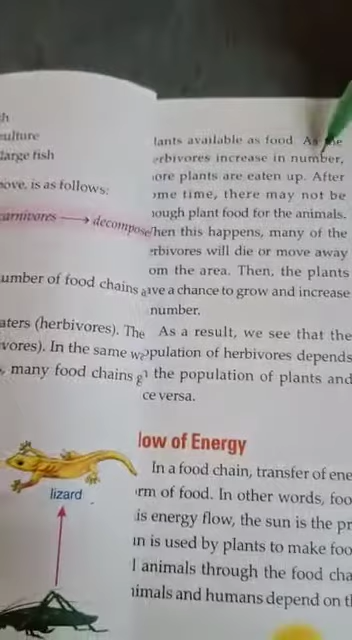 culture
large fish
ove, is as follows:
carnivores → decompose
umber of food chains
aters (herbivores). The
vores). In the same
, many food chains
lizard
lants available as food. As
erbivores increase in number,
ore plants are eaten up. After
ome time, there may not be
nough plant food for the animals.
hen this happens, many of the
erbivores will die or move away
om the area. Then, the plants
ave a chance to grow and increase
number.
As a result, we see that the
opulation of herbivores depends
the population of plants and
ce versa.
low of Energy
In a food chain, transfer of ene
rm of food. In other words, foo
is energy flow, the sun is the pr
un is used by plants to make foo
l animals through the food cha
nimals and humans depend on t